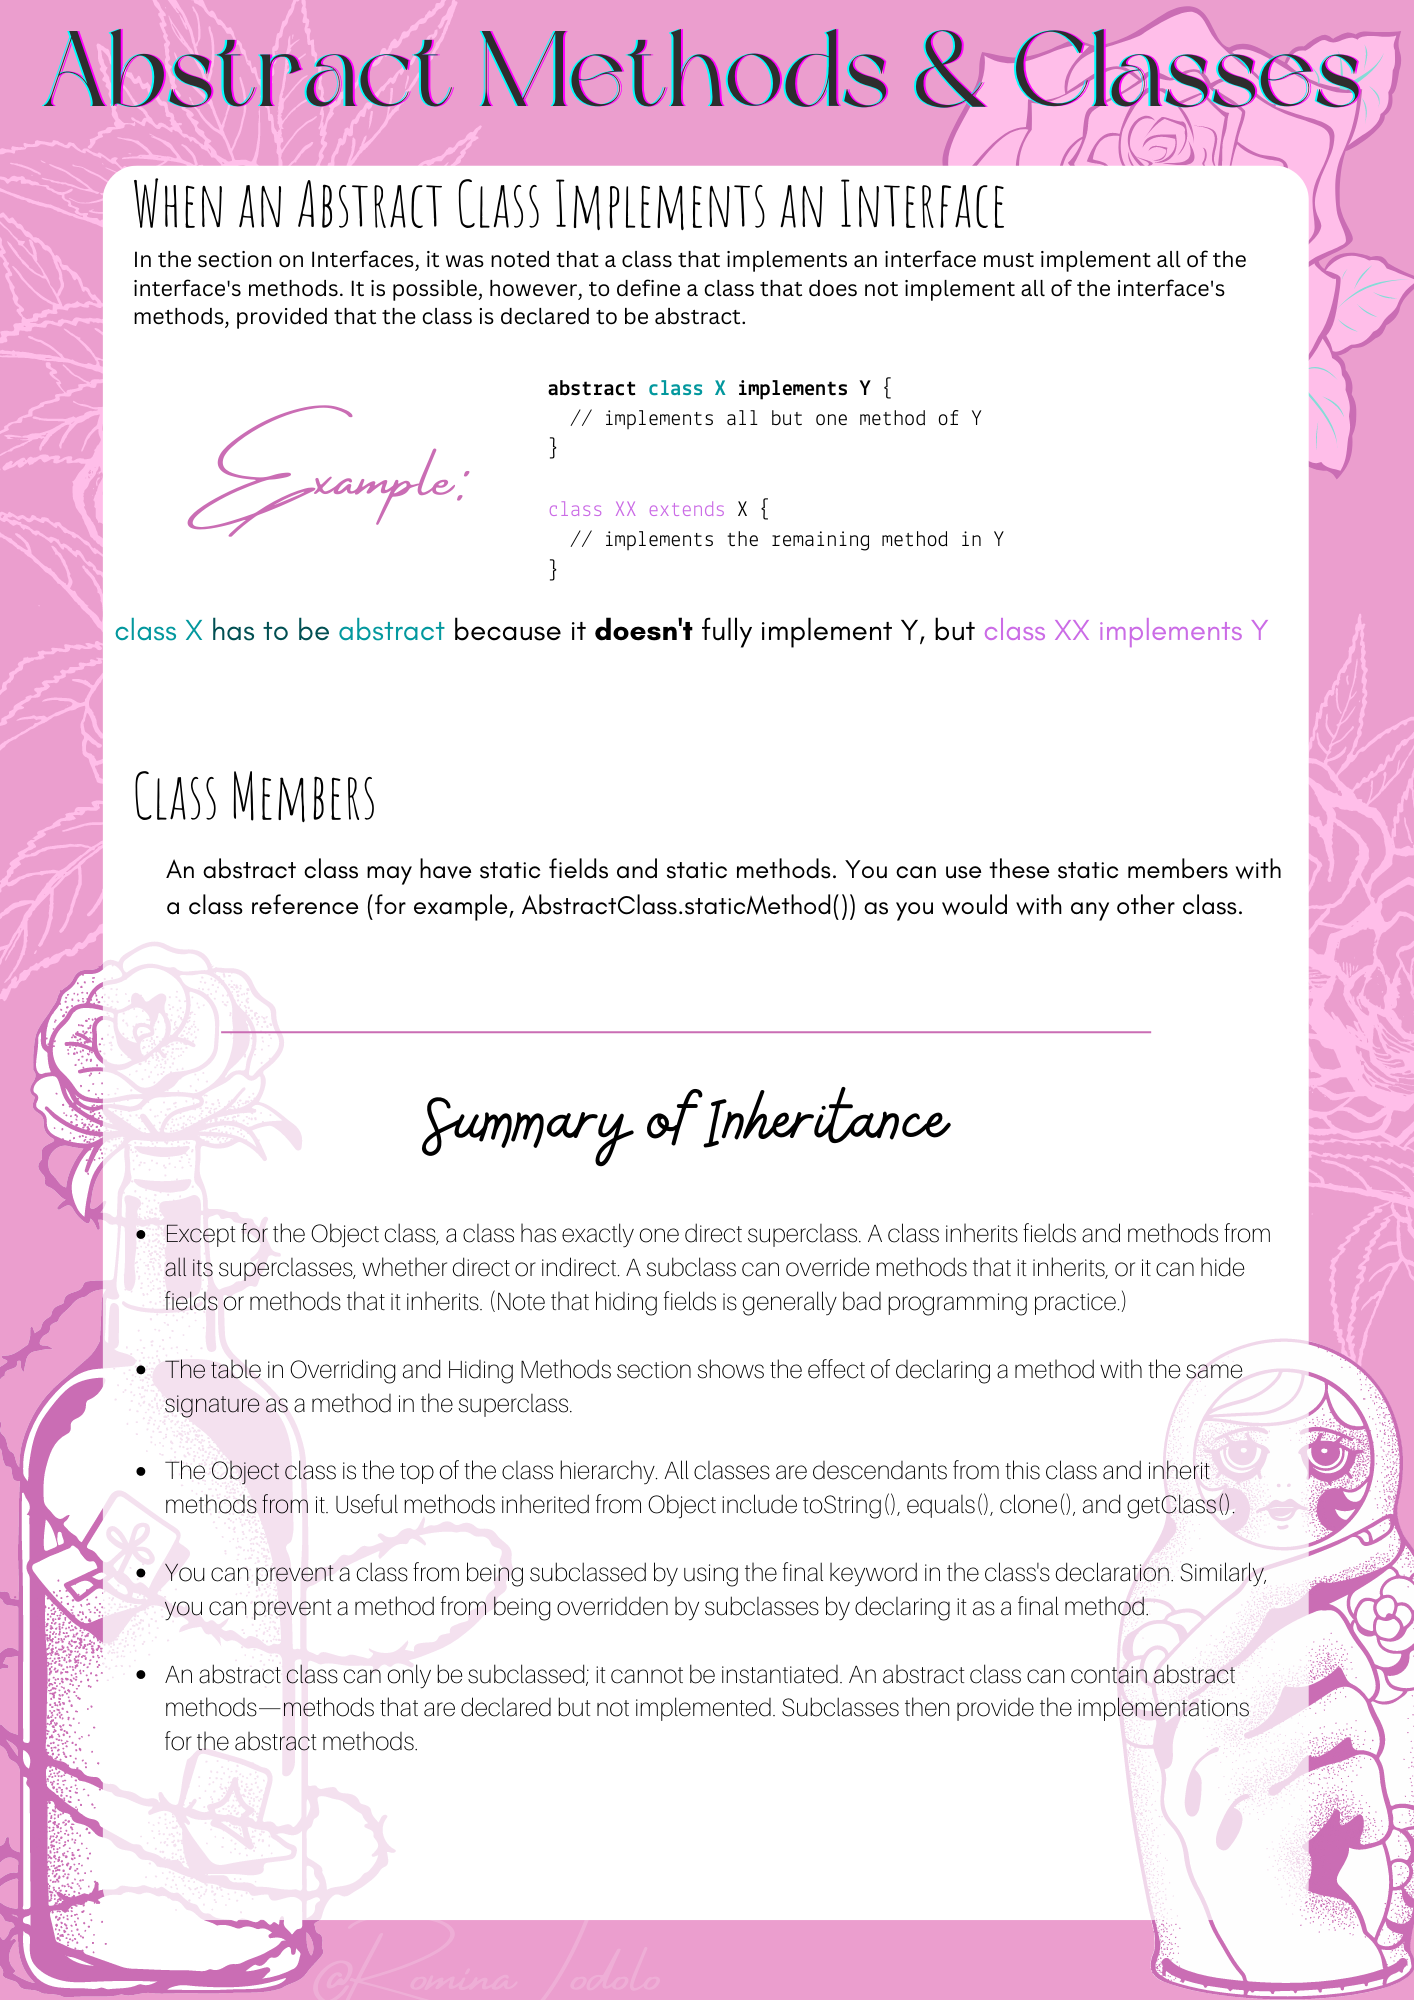 Abstract Methods & Classes
When an Abstract Class Implements an Interface
In the section on Interfaces, it was noted that a class that implements an interface must implement all of the
interface's methods. It is possible, however, to define a class that does not implement all of the interface's
methods, provided that the class is declared to be abstract.
Example:
abstract class X implements Y {
  // implements all but one method of Y
}
class XX extends X {
  // implements the remaining method in Y
}
class X has to be abstract because it doesn't fully implement Y, but class XX implements Y
Class Members
An abstract class may have static fields and static methods. You can use these static members with
a class reference (for example, AbstractClass.staticMethod()) as you would with any other class.
Summary of Inheritance
• Except for the Object class, a class has exactly one direct superclass. A class inherits fields and methods from
all its superclasses, whether direct or indirect. A subclass can override methods that it inherits, or it can hide
fields or methods that it inherits. (Note that hiding fields is generally bad programming practice.)
• The table in Overriding and Hiding Methods section shows the effect of declaring a method with the same
signature as a method in the superclass.
• The Object class is the top of the class hierarchy. All classes are descendants from this class and inherit
methods from it. Useful methods inherited from Object include toString(), equals(), clone(), and getClass().
• You can prevent a class from being subclassed by using the final keyword in the class's declaration. Similarly,
you can prevent a method from being overridden by subclasses by declaring it as a final method.
• An abstract class can only be subclassed; it cannot be instantiated. An abstract class can contain abstract
methods—methods that are declared but not implemented. Subclasses then provide the implementations
for the abstract methods.
@Romina Iodolo